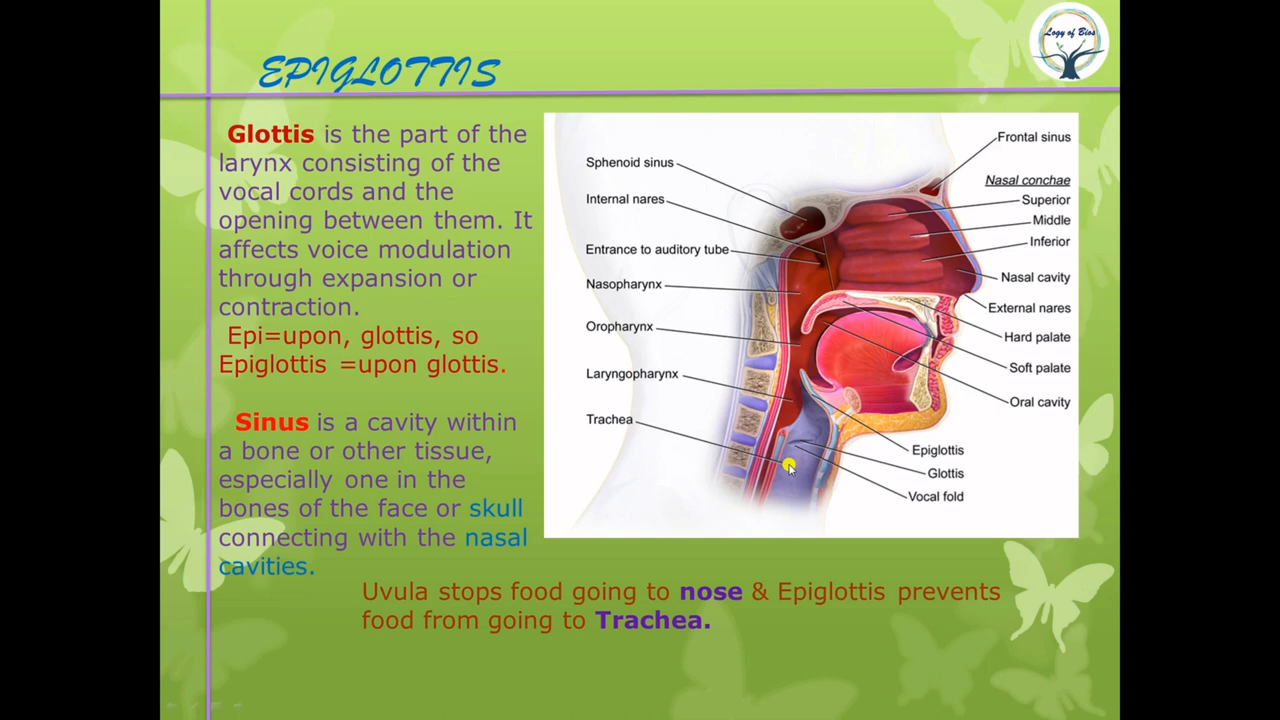 EPIGLOTTIS
Logy of Bios
Glottis is the part of the
larynx consisting of the
vocal cords and the
opening between them. It
affects voice modulation
through expansion or
contraction.
Epi=upon, glottis, so
Epiglottis =upon glottis.
Sinus is a cavity within
a bone or other tissue,
especially one in the
bones of the face or skull
connecting with the nasal
cavities.
Sphenoid sinus
Internal nares
Entrance to auditory tube
Nasopharynx
Oropharynx
Laryngopharynx
Trachea
Frontal sinus
Nasal conchae
Superior
Middle
Inferior
Nasal cavity
External nares
Hard palate
Soft palate
Oral cavity
Epiglottis
Glottis
Vocal fold
Uvula stops food going to nose & Epiglottis prevents
food from going to Trachea.